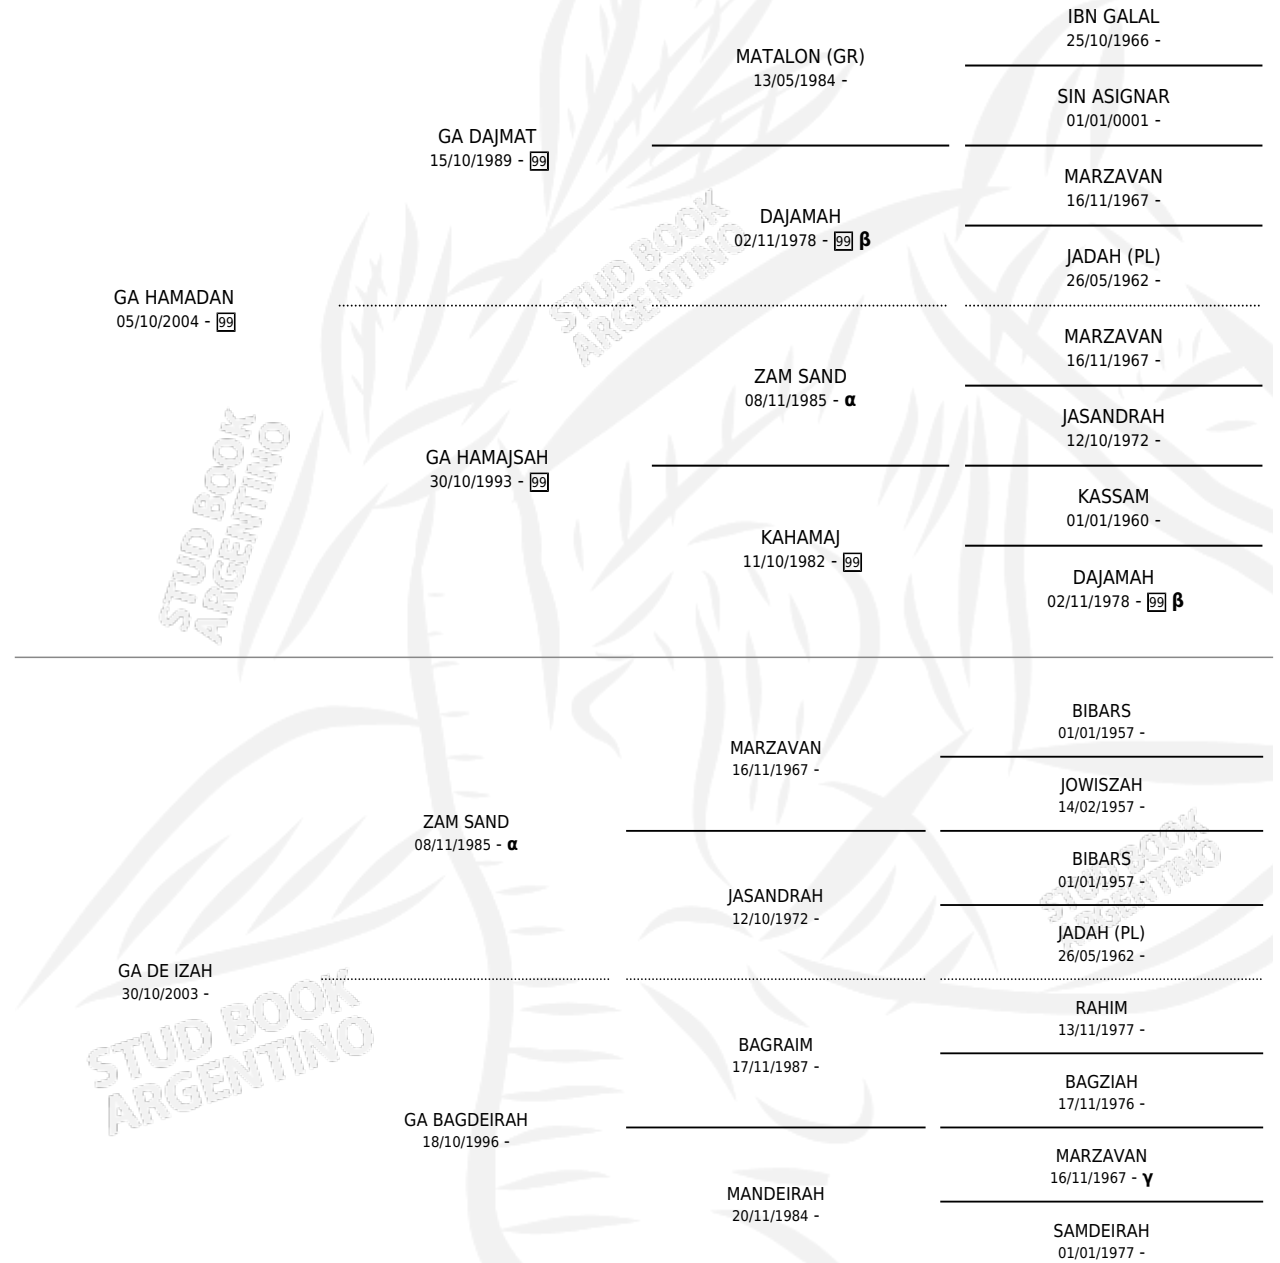 IBN GALAL
25/10/1966 -
MATALON (GR)
13/05/1984 -
SIN ASIGNAR
01/01/0001 -
GA DAJMAT
15/10/1989 - 99
MARZAVAN
16/11/1967 -
DAJAMAH
02/11/1978 - 99 β
JADAH (PL)
26/05/1962 -
GA HAMADAN
05/10/2004 - 99
MARZAVAN
16/11/1967 -
ZAM SAND
08/11/1985 - α
JASANDRAH
12/10/1972 -
GA HAMAJSAH
30/10/1993 - 99
KASSAM
01/01/1960 -
KAHAMAJ
11/10/1982 - 99
DAJAMAH
02/11/1978 - 99 β
BIBARS
01/01/1957 -
MARZAVAN
16/11/1967 -
JOWISZAH
14/02/1957 -
ZAM SAND
08/11/1985 - α
BIBARS
01/01/1957 -
JASANDRAH
12/10/1972 -
JADAH (PL)
26/05/1962 -
GA DE IZAH
30/10/2003 -
RAHIM
13/11/1977 -
BAGRAIM
17/11/1987 -
BAGZIAH
17/11/1976 -
GA BAGDEIRAH
18/10/1996 -
MARZAVAN
16/11/1967 - γ
MANDEIRAH
20/11/1984 -
SAMDEIRAH
01/01/1977 -
STUD BOOK
ARGENTINO
STUD BOOK
ARGENTINO
STUD BOOK
ARGENTINO
STUD BOOK
ARGENTINO